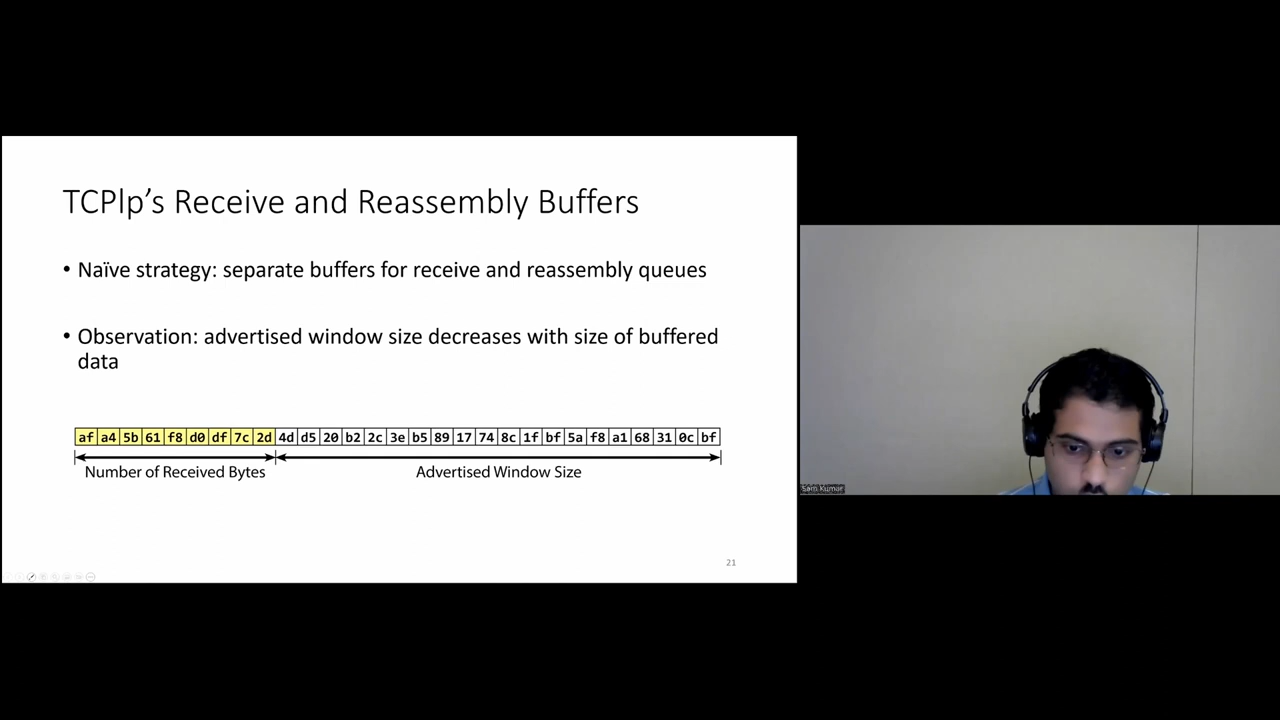 TCPlp’s Receive and Reassembly Buffers
• Naïve strategy: separate buffers for receive and reassembly queues
• Observation: advertised window size decreases with size of buffered
data
af a4 5b 61 f8 d0 df 7c 2d 4d d5 20 b2 2c 3e b5 89 17 74 8c 1f bf 5a f8 a1 68 31 0c bf
Number of Received Bytes
Advertised Window Size
21
Sam Kumar